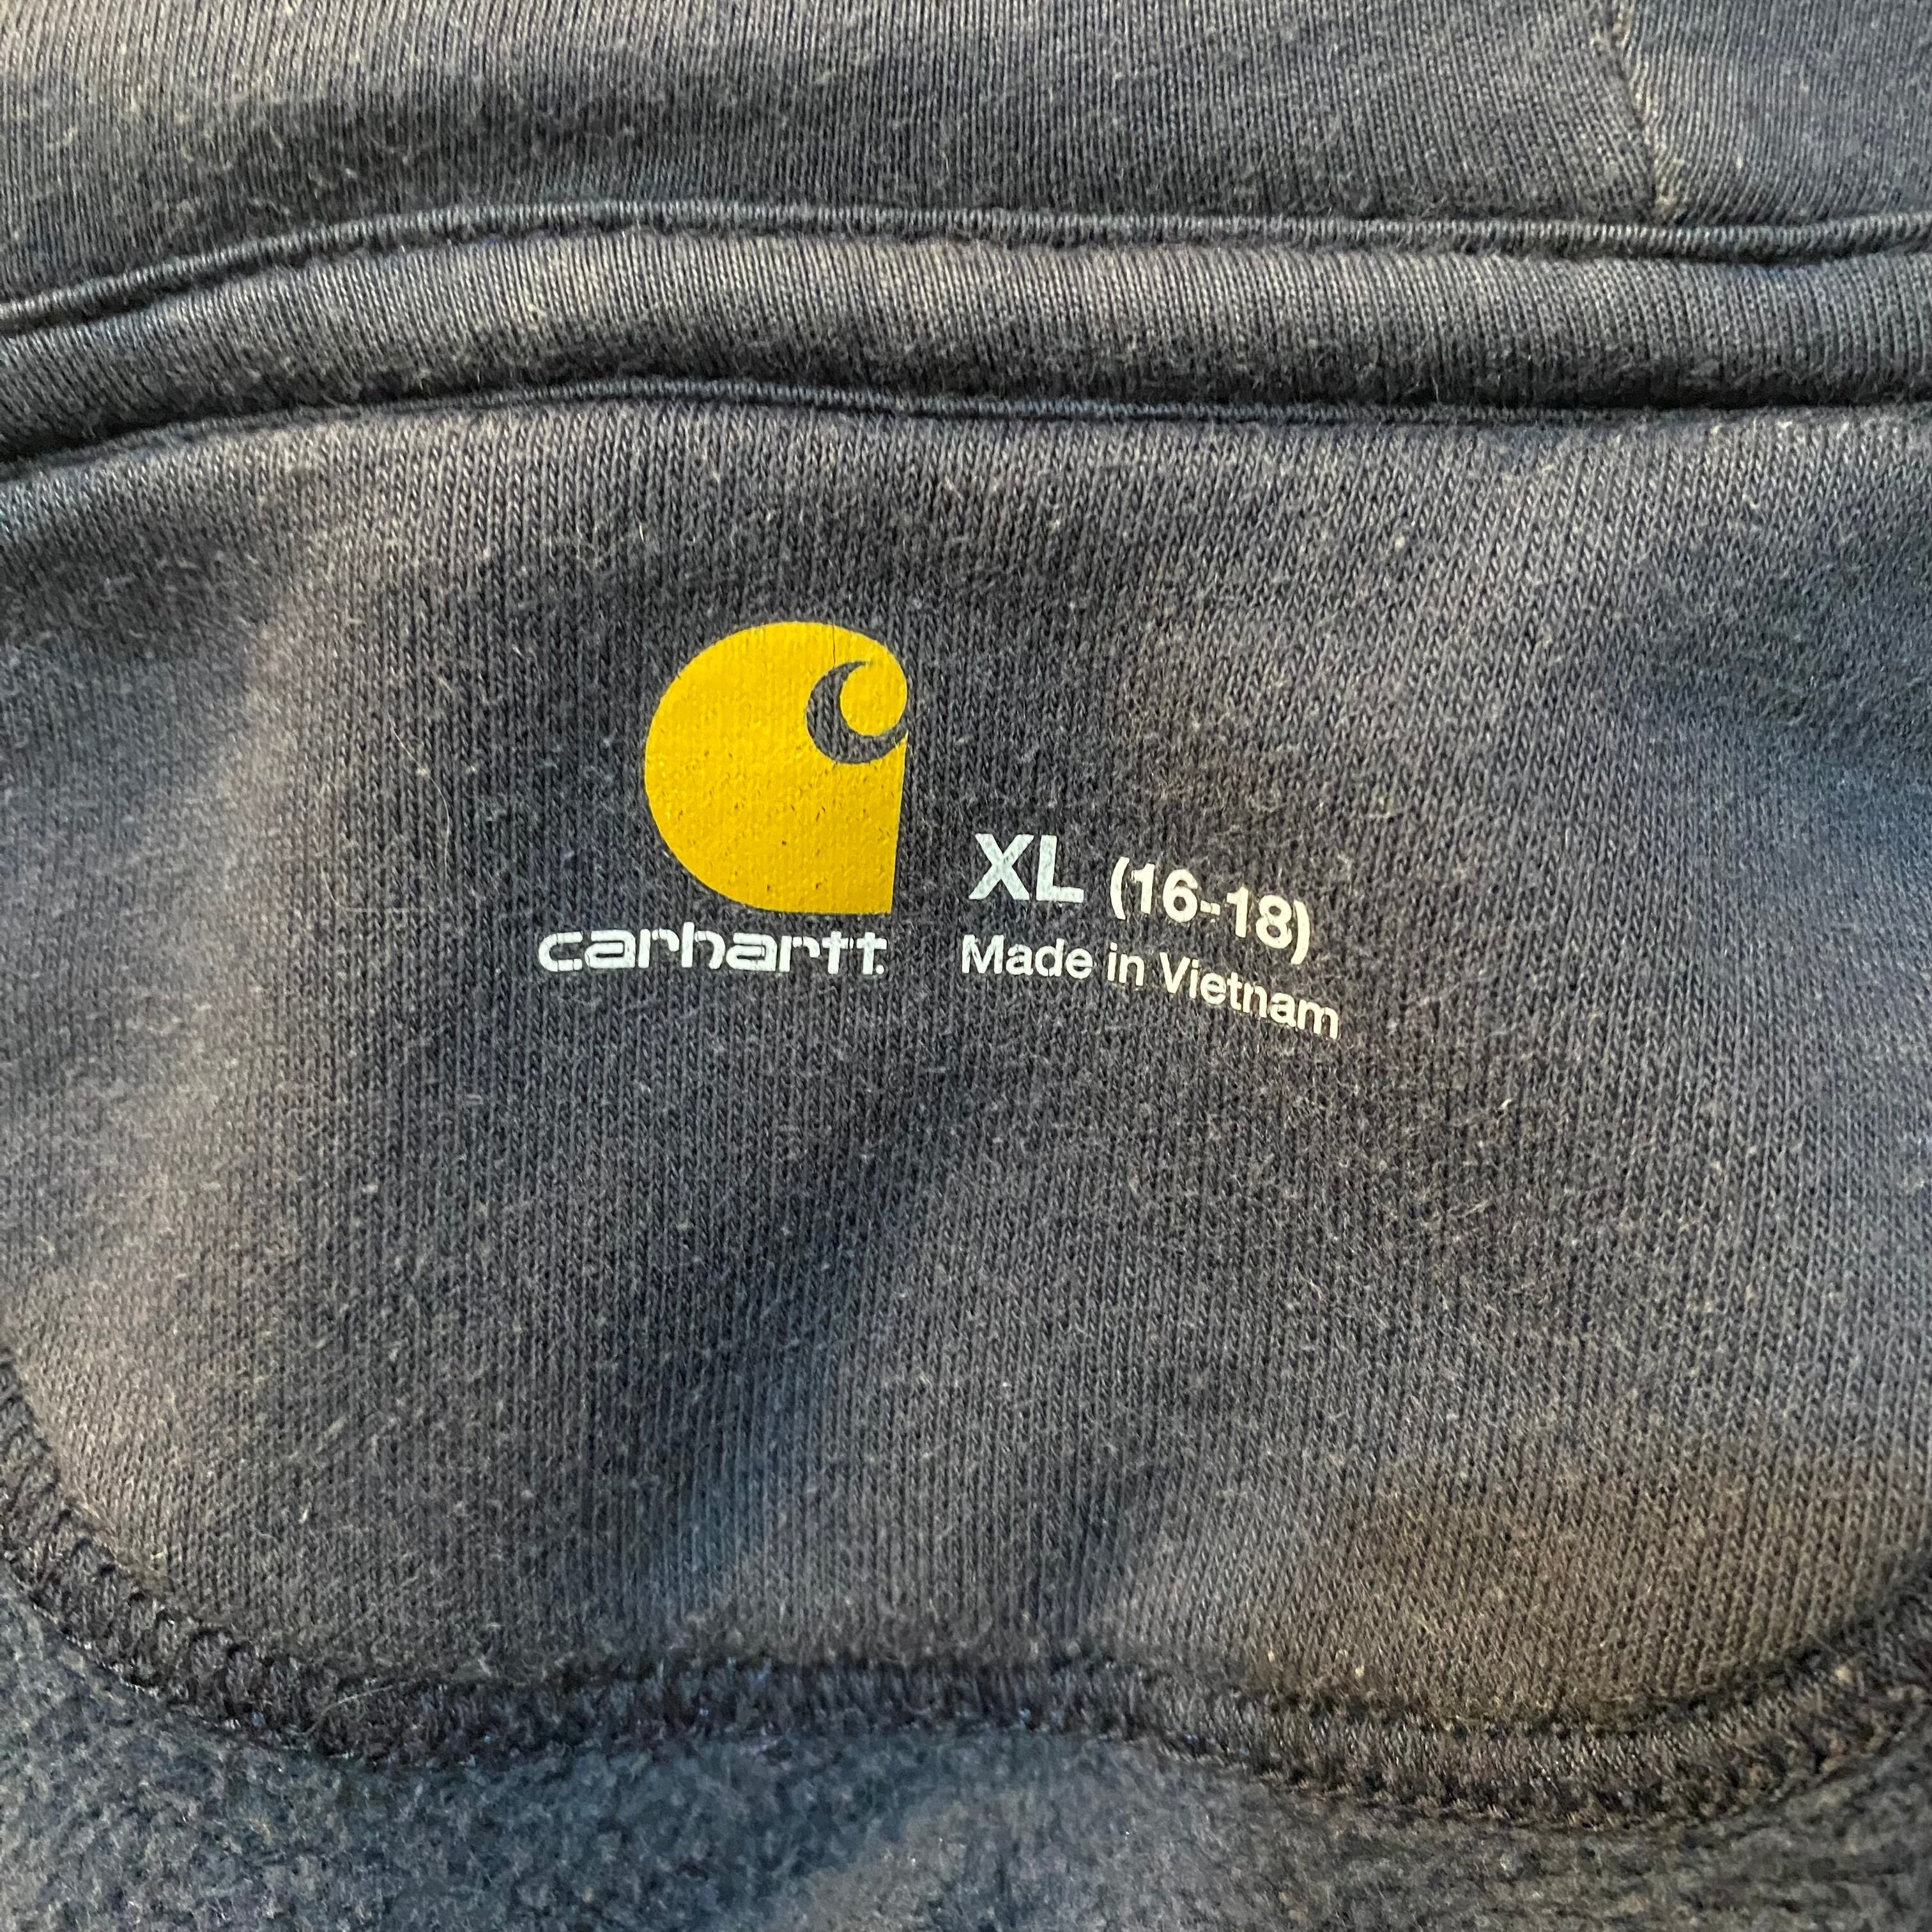 carhartt.
XL (16-18)
Made in Vietnam